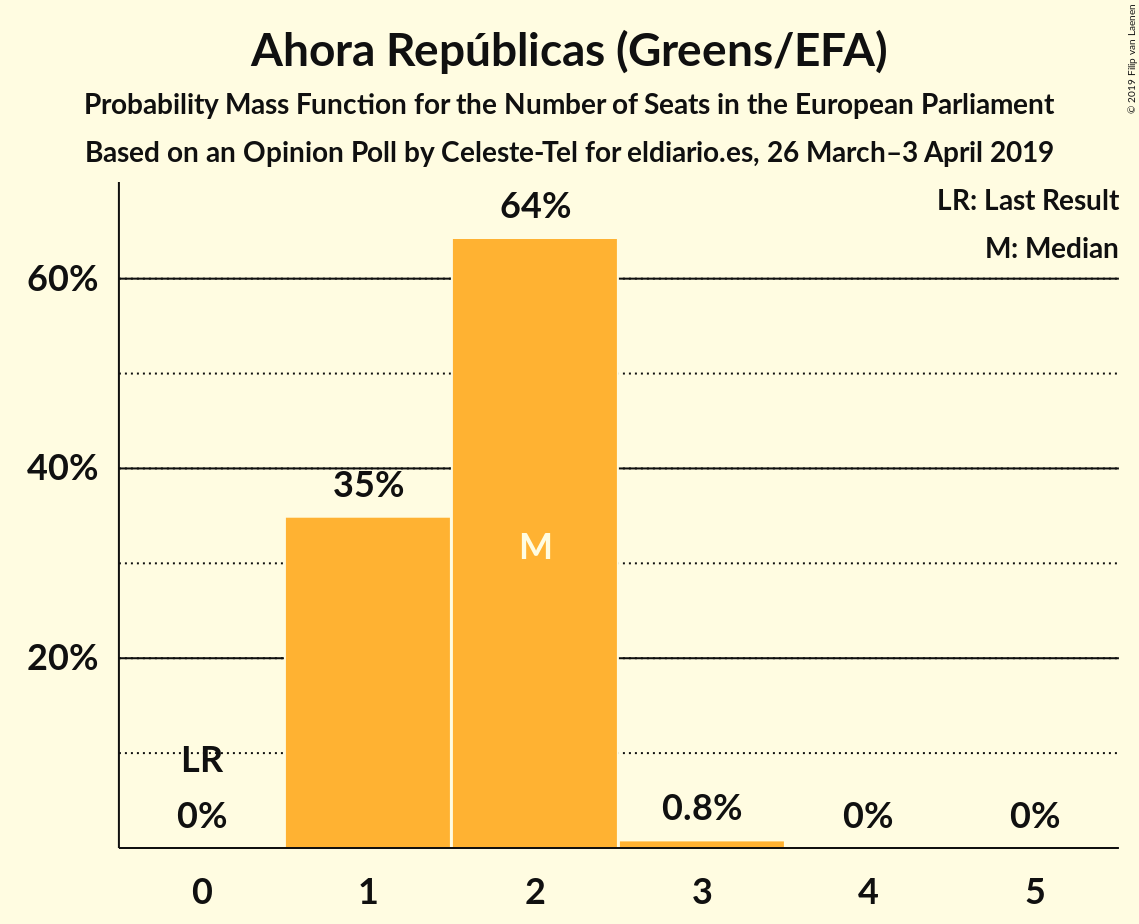 Ahora Repúblicas (Greens/EFA)
Probability Mass Function for the Number of Seats in the European Parliament
Based on an Opinion Poll by Celeste-Tel for eldiario.es, 26 March–3 April 2019
© 2019 Filip van Laenen
LR: Last Result
M: Median
64%
60%
40%
35%
M
20%
LR
0%
0.8%
0%
0%
0 1 2 3 4 5